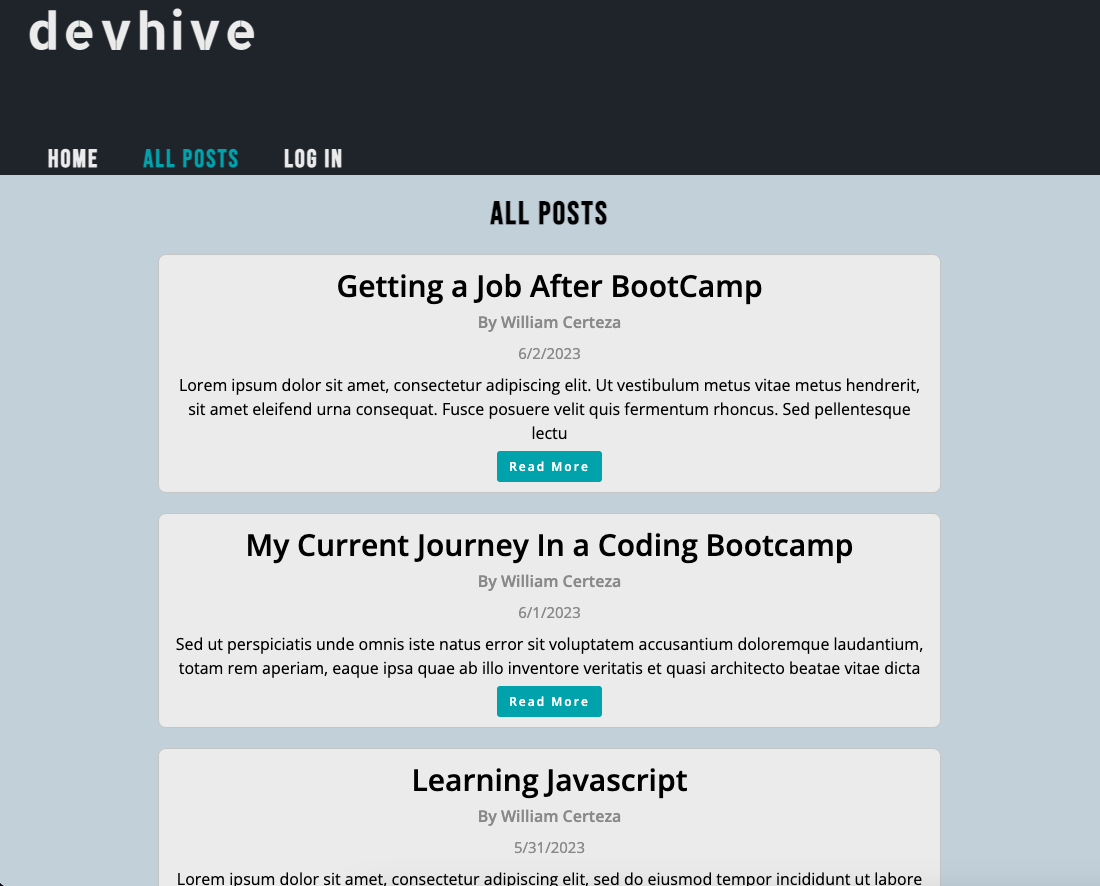 devhive
HOME ALL POSTS LOG IN
ALL POSTS
Getting a Job After BootCamp
By William Certeza
6/2/2023
Lorem ipsum dolor sit amet, consectetur adipiscing elit. Ut vestibulum metus vitae metus hendrerit,
sit amet eleifend urna consequat. Fusce posuere velit quis fermentum rhoncus. Sed pellentesque
lectu
Read More
My Current Journey In a Coding Bootcamp
By William Certeza
6/1/2023
Sed ut perspiciatis unde omnis iste natus error sit voluptatem accusantium doloremque laudantium,
totam rem aperiam, eaque ipsa quae ab illo inventore veritatis et quasi architecto beatae vitae dicta
Read More
Learning Javascript
By William Certeza
5/31/2023
Lorem ipsum dolor sit amet, consectetur adipiscing elit, sed do eiusmod tempor incididunt ut labore